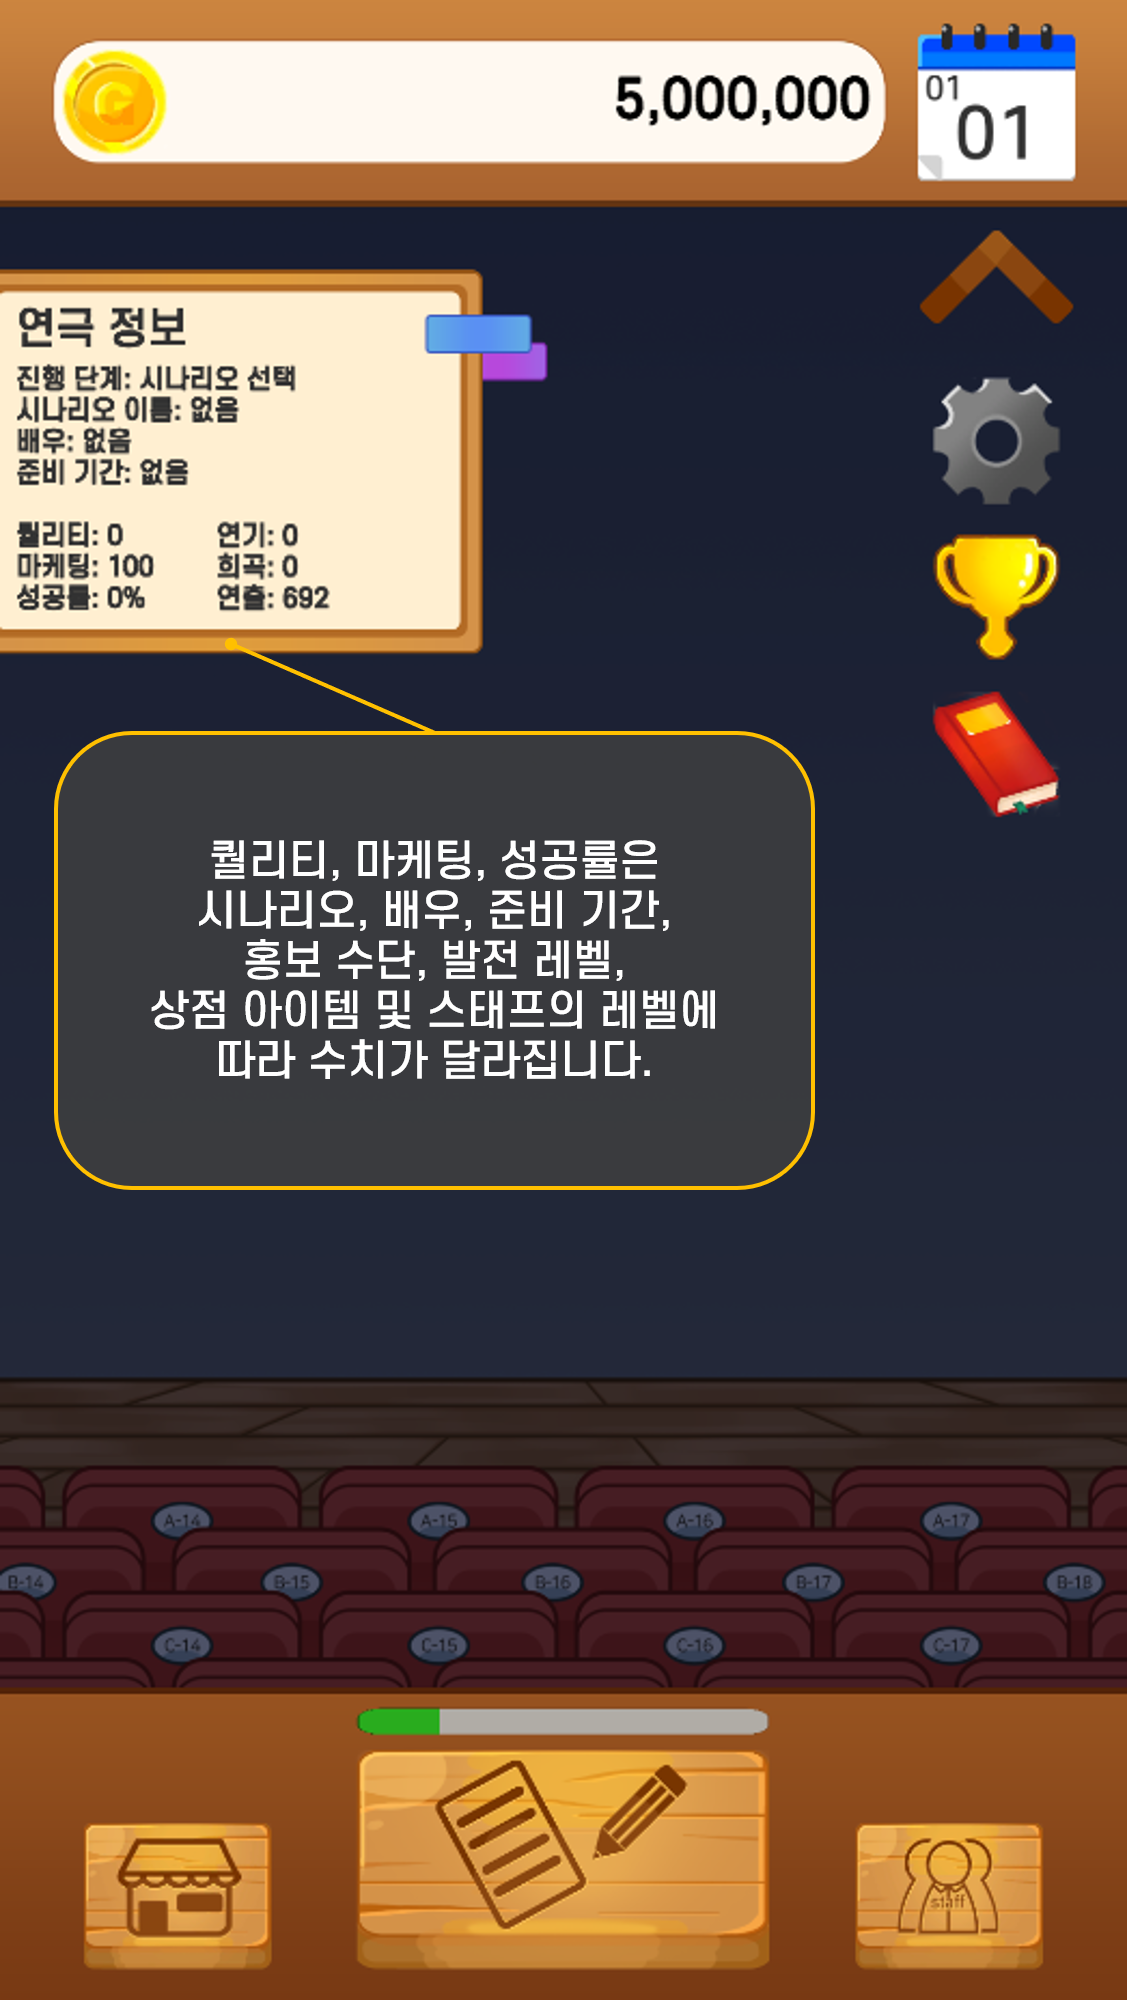 5,000,000
01
01
연극 정보
진행 단계: 시나리오 선택
시나리오 이름: 없음
배우: 없음
준비 기간: 없음
퀄리티: 0 연기: 0
마케팅: 100 희곡: 0
성공률: 0% 연출: 692
퀄리티, 마케팅, 성공률은
시나리오, 배우, 준비 기간,
홍보 수단, 발전 레벨,
상점 아이템 및 스태프의 레벨에
따라 수치가 달라집니다.
A-14 A-15 A-16 A-17
B-14 B-15 B-16 B-17 B-18
C-14 C-15 C-16 C-17
staff